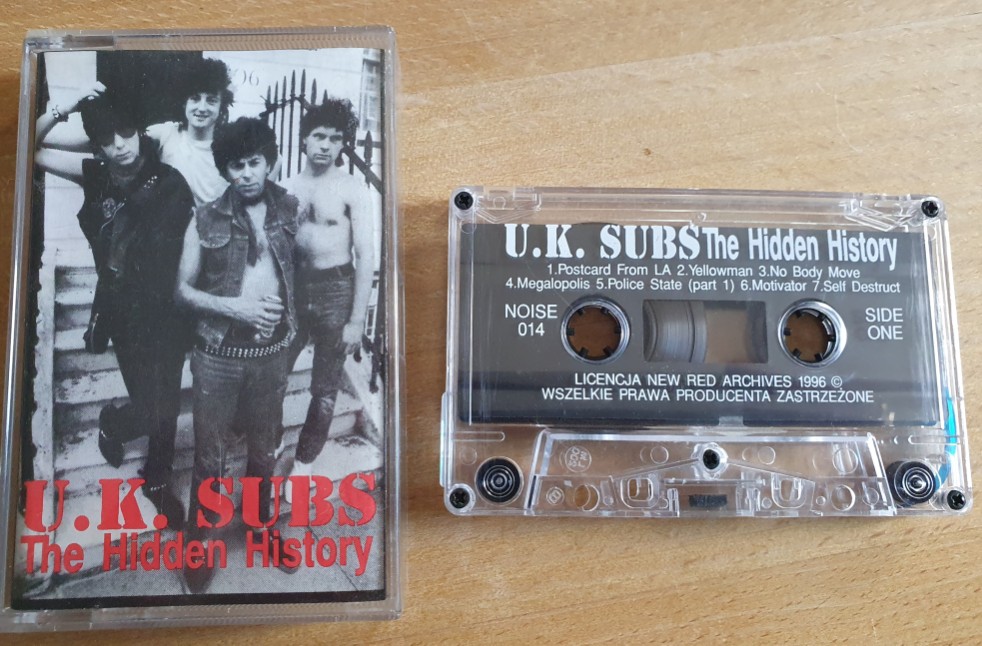 06
U.K. SUBS
The Hidden History
U.K. SUBS The Hidden History
1.Postcard From LA 2.Yellowman 3.No Body Move
4.Megalopolis 5.Police State (part 1) 6.Motivator 7.Self Destruct
NOISE
014
SIDE
ONE
LICENCJA NEW RED ARCHIVES 1996 ©
WSZELKIE PRAWA PRODUCENTA ZASTRZEŻONE